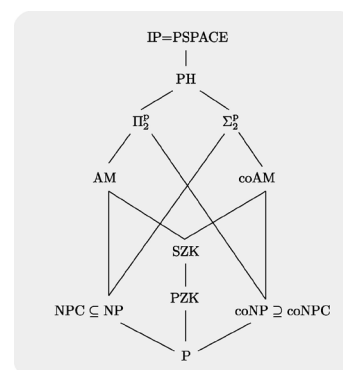 IP=PSPACE
PH
Π₂ᴾ Σ₂ᴾ
AM coAM
SZK
PZK
NPC ⊆ NP coNP ⊇ coNPC
P